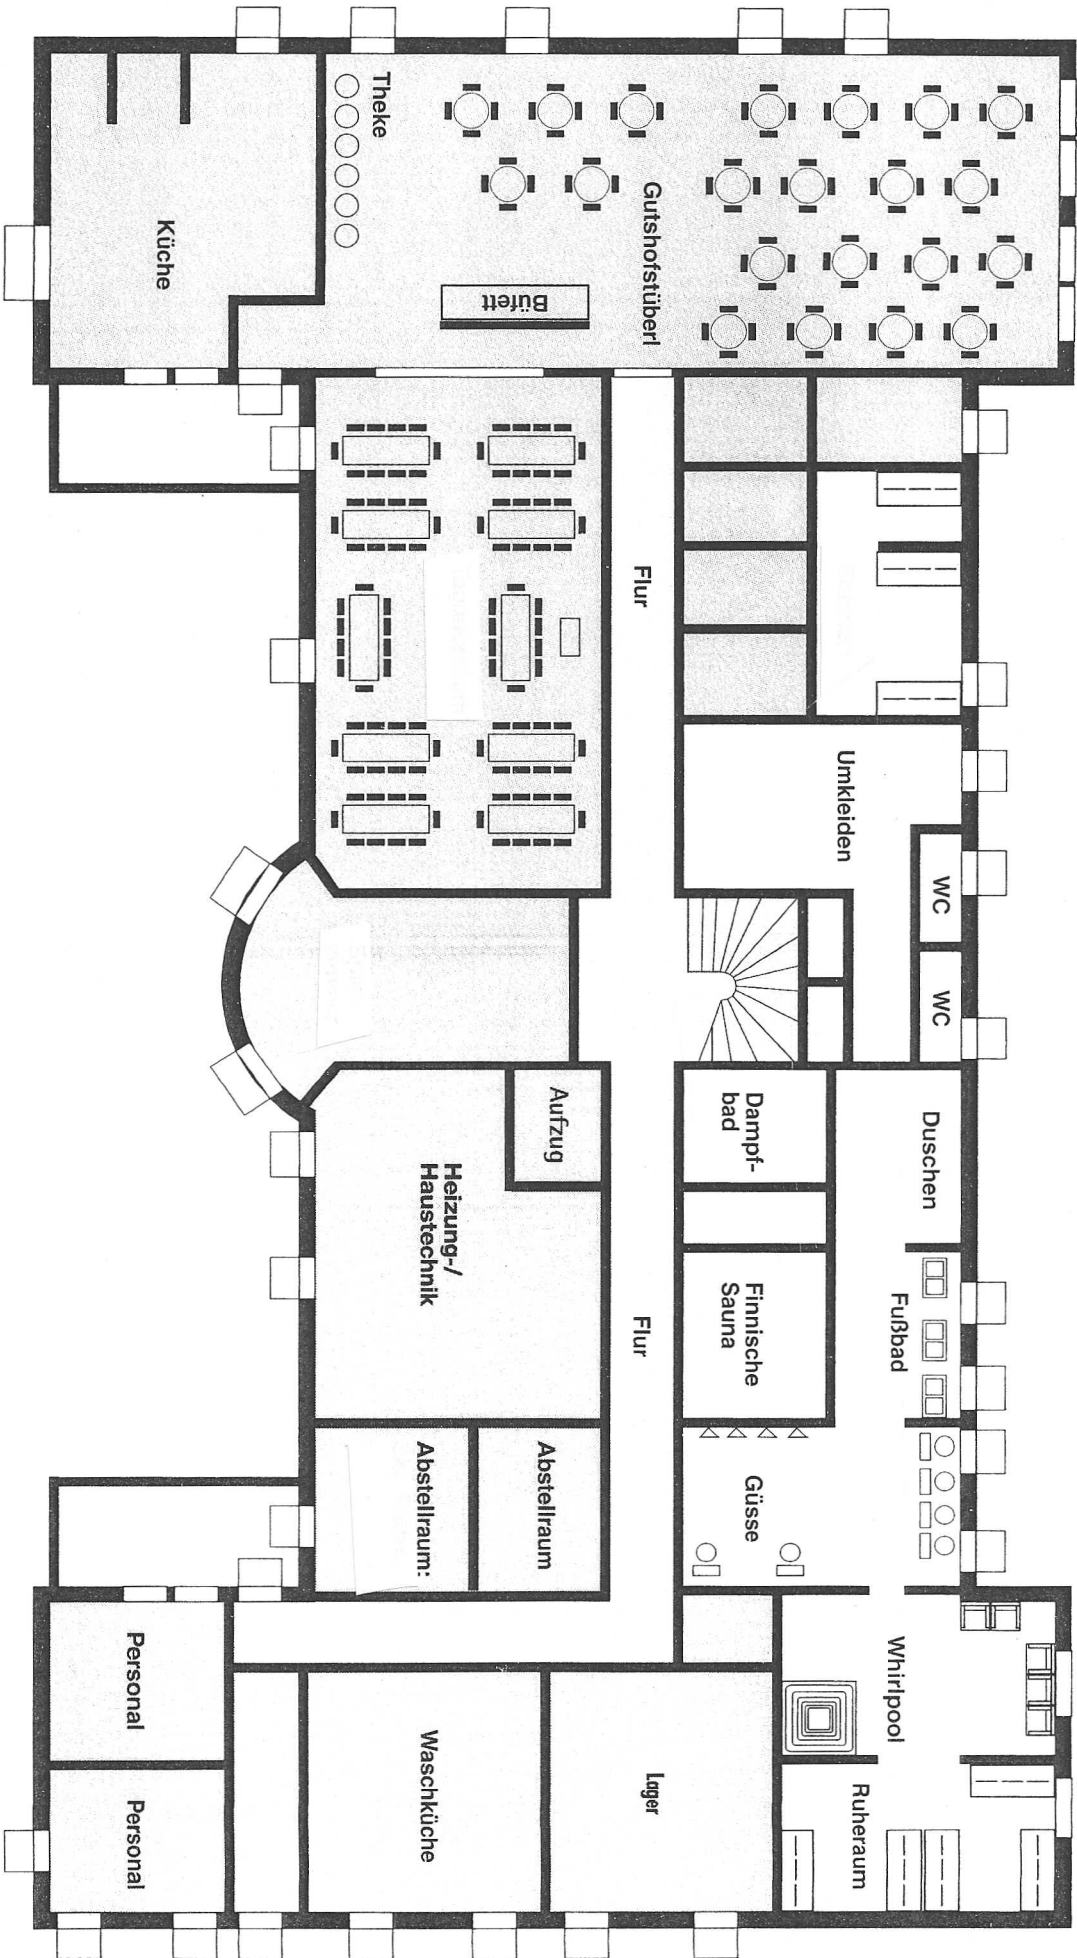 Theke
Küche
Gutshofstüberl
Büfett
Flur
Umkleiden
WC
WC
Duschen
Dampf-
bad
Aufzug
Heizung-/
Haustechnik
Finnische
Sauna
Fußbad
Flur
Güsse
Abstellraum
Abstellraum:
Whirlpool
Ruheraum
Lager
Waschküche
Personal
Personal